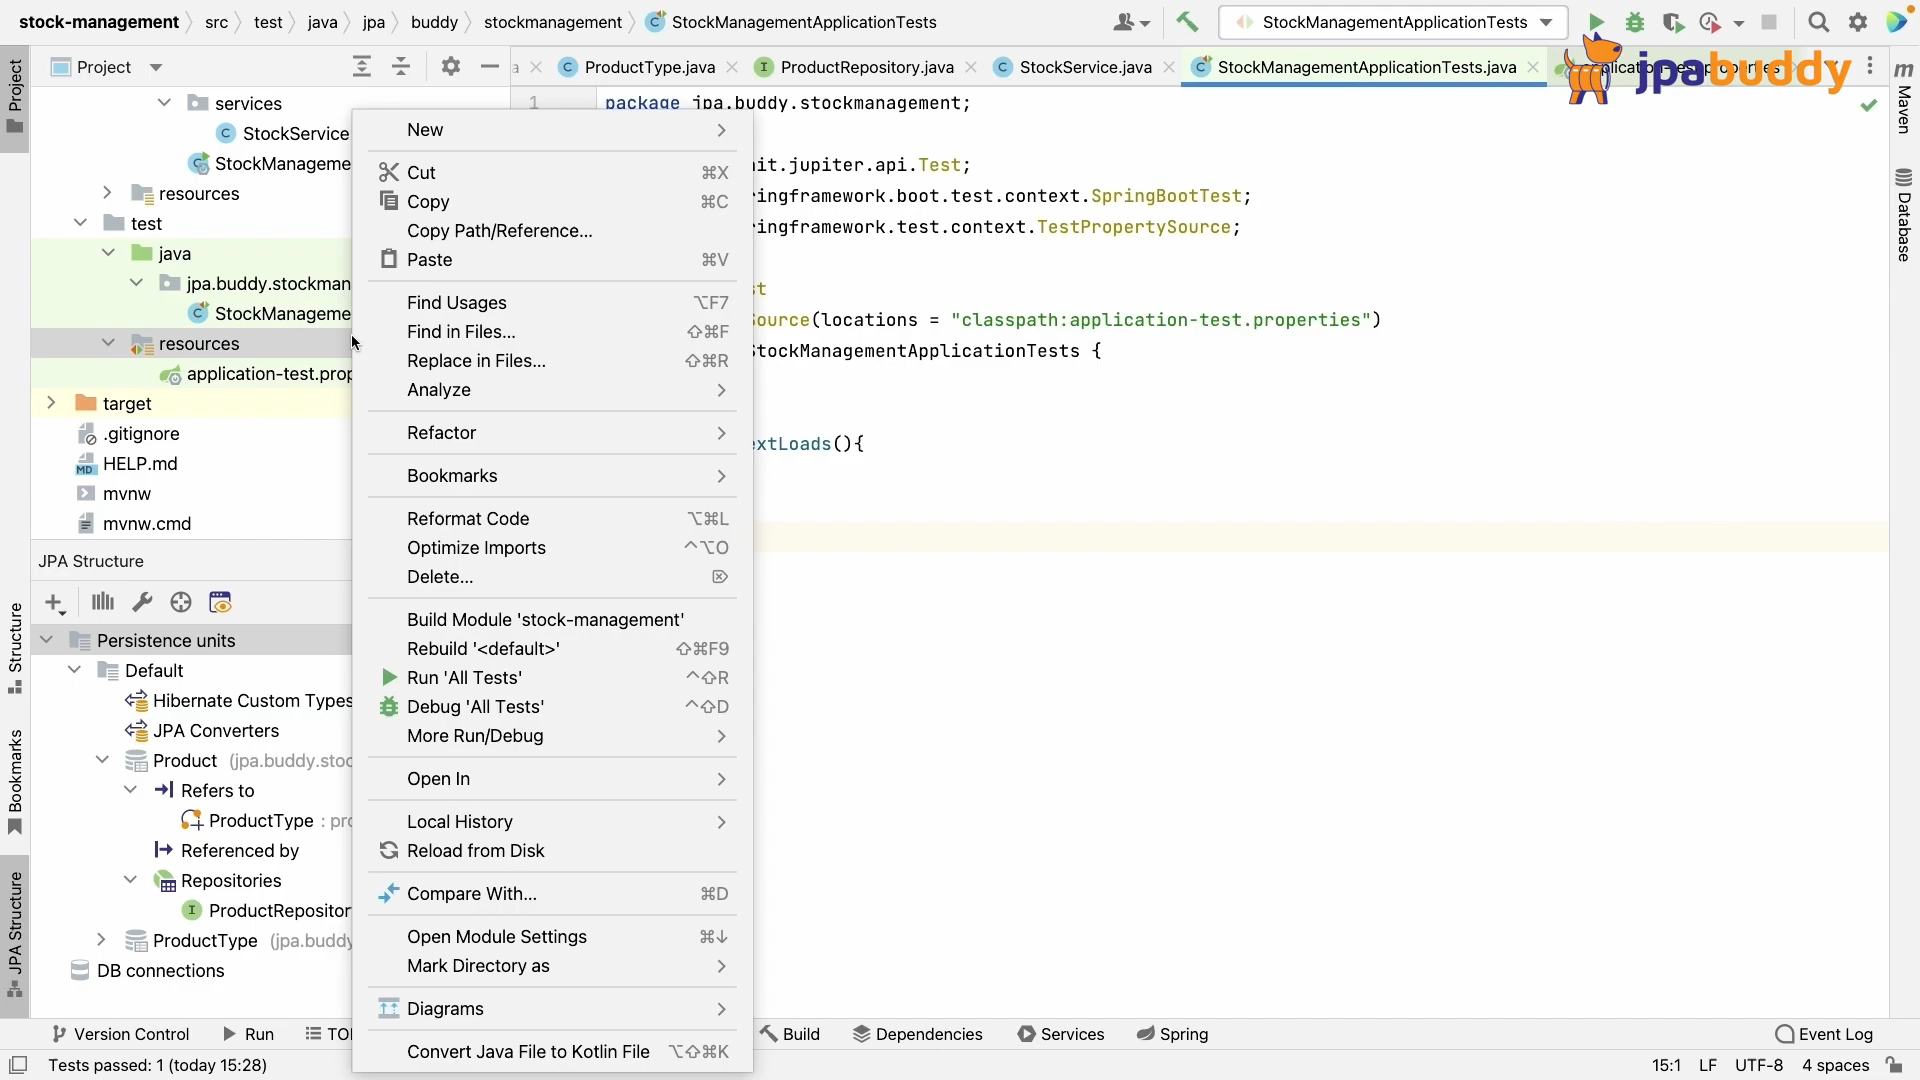 stock-management src test java jpa buddy stockmanagement StockManagementApplicationTests
StockManagementApplicationTests
Project
Project
a ProductType.java ProductRepository.java StockService.java StockManagementApplicationTests.java
jpabuddy
Maven
Database
services
StockService
StockManageme
resources
test
java
jpa.buddy.stockman
StockManageme
resources
application-test.prop
target
.gitignore
HELP.md
mvnw
mvnw.cmd
1 package jpa.buddy.stockmanagement;
it.jupiter.api.Test;
ingframework.boot.test.context.SpringBootTest;
ingframework.test.context.TestPropertySource;
st
Source(locations = "classpath:application-test.properties")
StockManagementApplicationTests {
extLoads(){
New
Cut ⌘X
Copy ⌘C
Copy Path/Reference...
Paste ⌘V
Find Usages ⌥F7
Find in Files... ⇧⌘F
Replace in Files... ⇧⌘R
Analyze
Refactor
Bookmarks
Reformat Code ⌥⌘L
Optimize Imports ^⌥O
Delete... ⌦
Build Module 'stock-management'
Rebuild '<default>' ⇧⌘F9
Run 'All Tests' ^⇧R
Debug 'All Tests' ^⇧D
More Run/Debug
Open In
Local History
Reload from Disk
Compare With... ⌘D
Open Module Settings ⌘↓
Mark Directory as
Diagrams
Convert Java File to Kotlin File ⌥⇧⌘K
JPA Structure
Persistence units
Default
Hibernate Custom Types
JPA Converters
Product (jpa.buddy.stoc
Refers to
ProductType : pro
Referenced by
Repositories
ProductRepositor
ProductType (jpa.buddy
DB connections
Structure
Bookmarks
JPA Structure
Version Control Run TO Build Dependencies Services Spring Event Log
Tests passed: 1 (today 15:28) 15:1 LF UTF-8 4 spaces